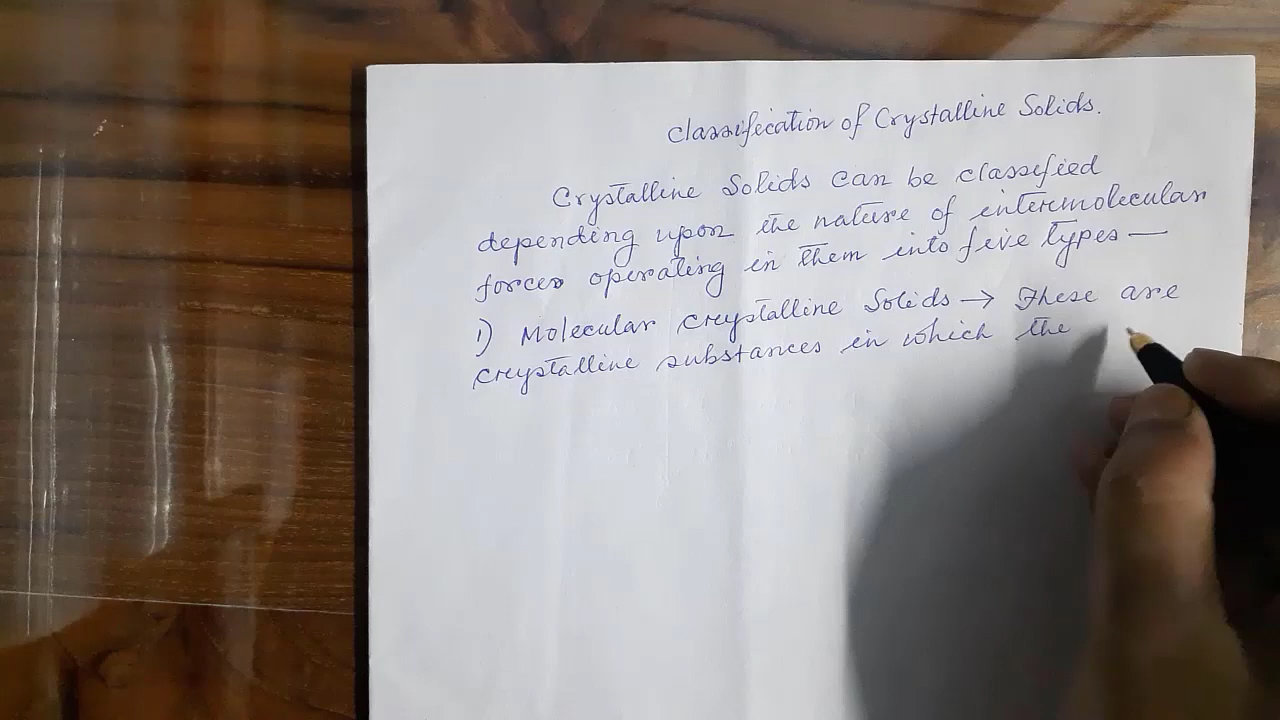 Classification of Crystalline Solids.
Crystalline Solids can be classified
depending upon the nature of intermolecular
forces operating in them into five types —
1) Molecular crystalline Solids → These are
crystalline substances in which the